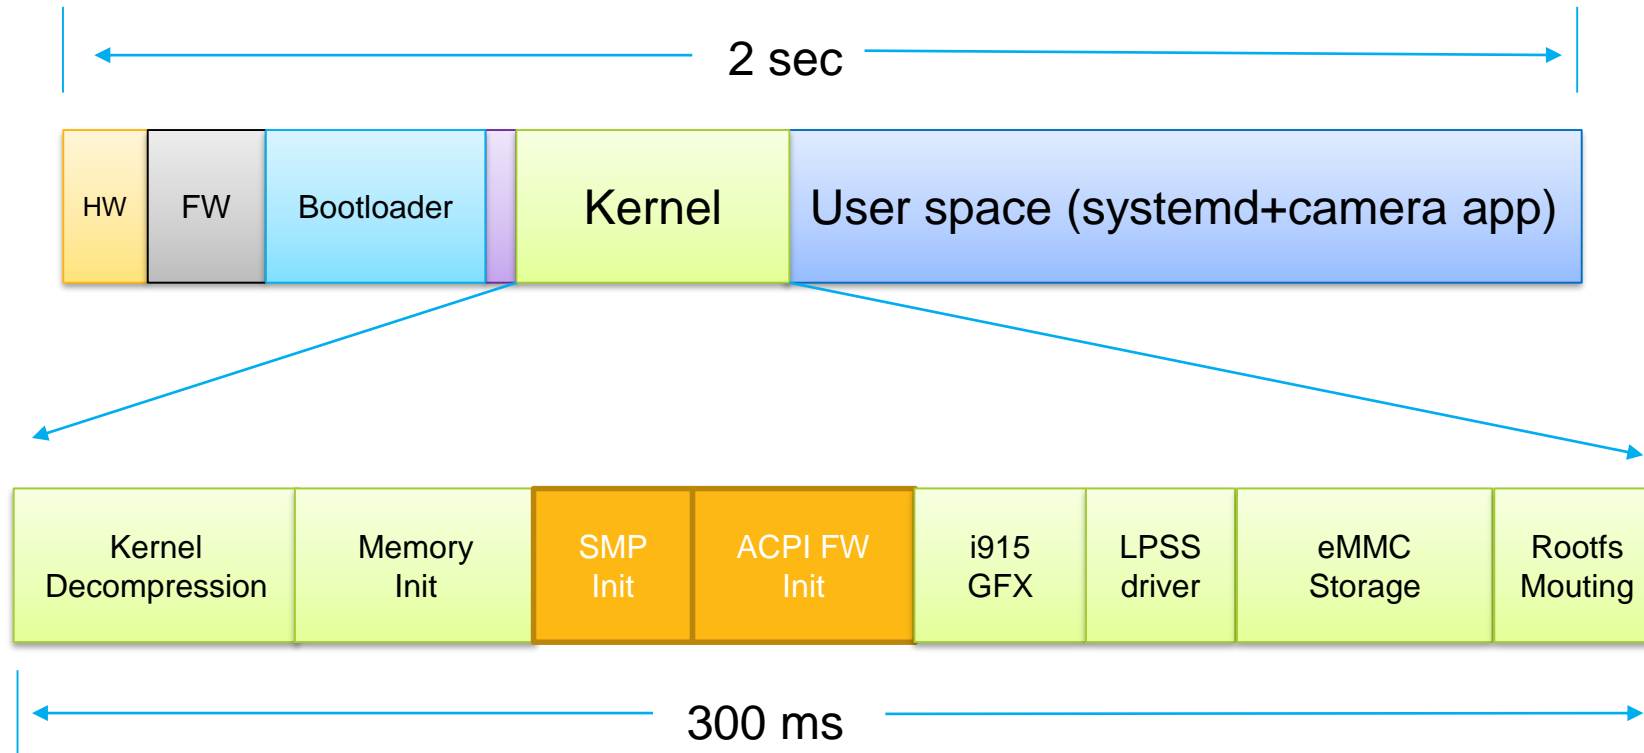 2 sec
HW
FW
Bootloader
Kernel
User space (systemd+camera app)
Kernel
Decompression
Memory
Init
SMP
Init
ACPI FW
Init
i915
GFX
LPSS
driver
eMMC
Storage
Rootfs
Mouting
300 ms